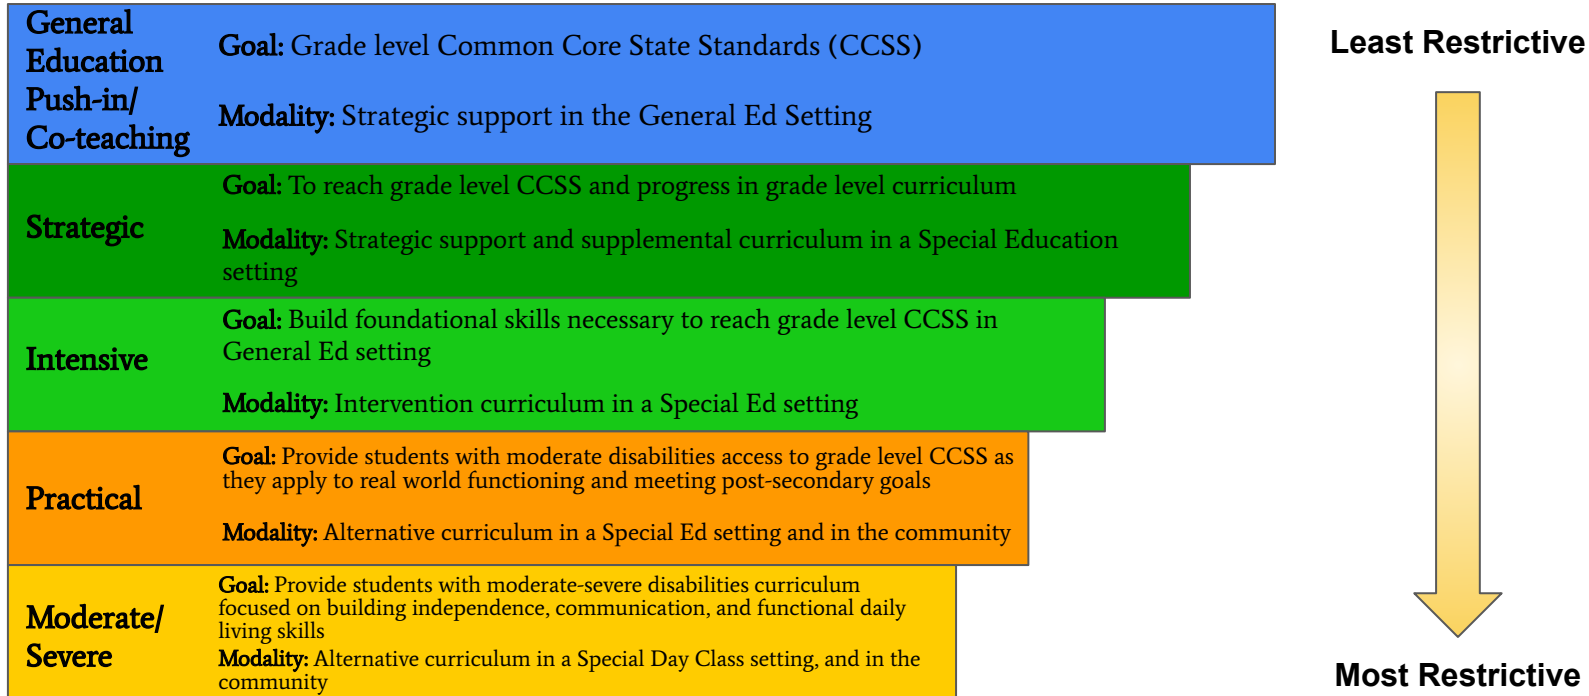 General
Education
Push-in/
Co-teaching
Goal: Grade level Common Core State Standards (CCSS)
Modality: Strategic support in the General Ed Setting
Strategic
Goal: To reach grade level CCSS and progress in grade level curriculum
Modality: Strategic support and supplemental curriculum in a Special Education
setting
Intensive
Goal: Build foundational skills necessary to reach grade level CCSS in
General Ed setting
Modality: Intervention curriculum in a Special Ed setting
Practical
Goal: Provide students with moderate disabilities access to grade level CCSS as
they apply to real world functioning and meeting post-secondary goals
Modality: Alternative curriculum in a Special Ed setting and in the community
Moderate/
Severe
Goal: Provide students with moderate-severe disabilities curriculum
focused on building independence, communication, and functional daily
living skills
Modality: Alternative curriculum in a Special Day Class setting, and in the
community
Least Restrictive
Most Restrictive